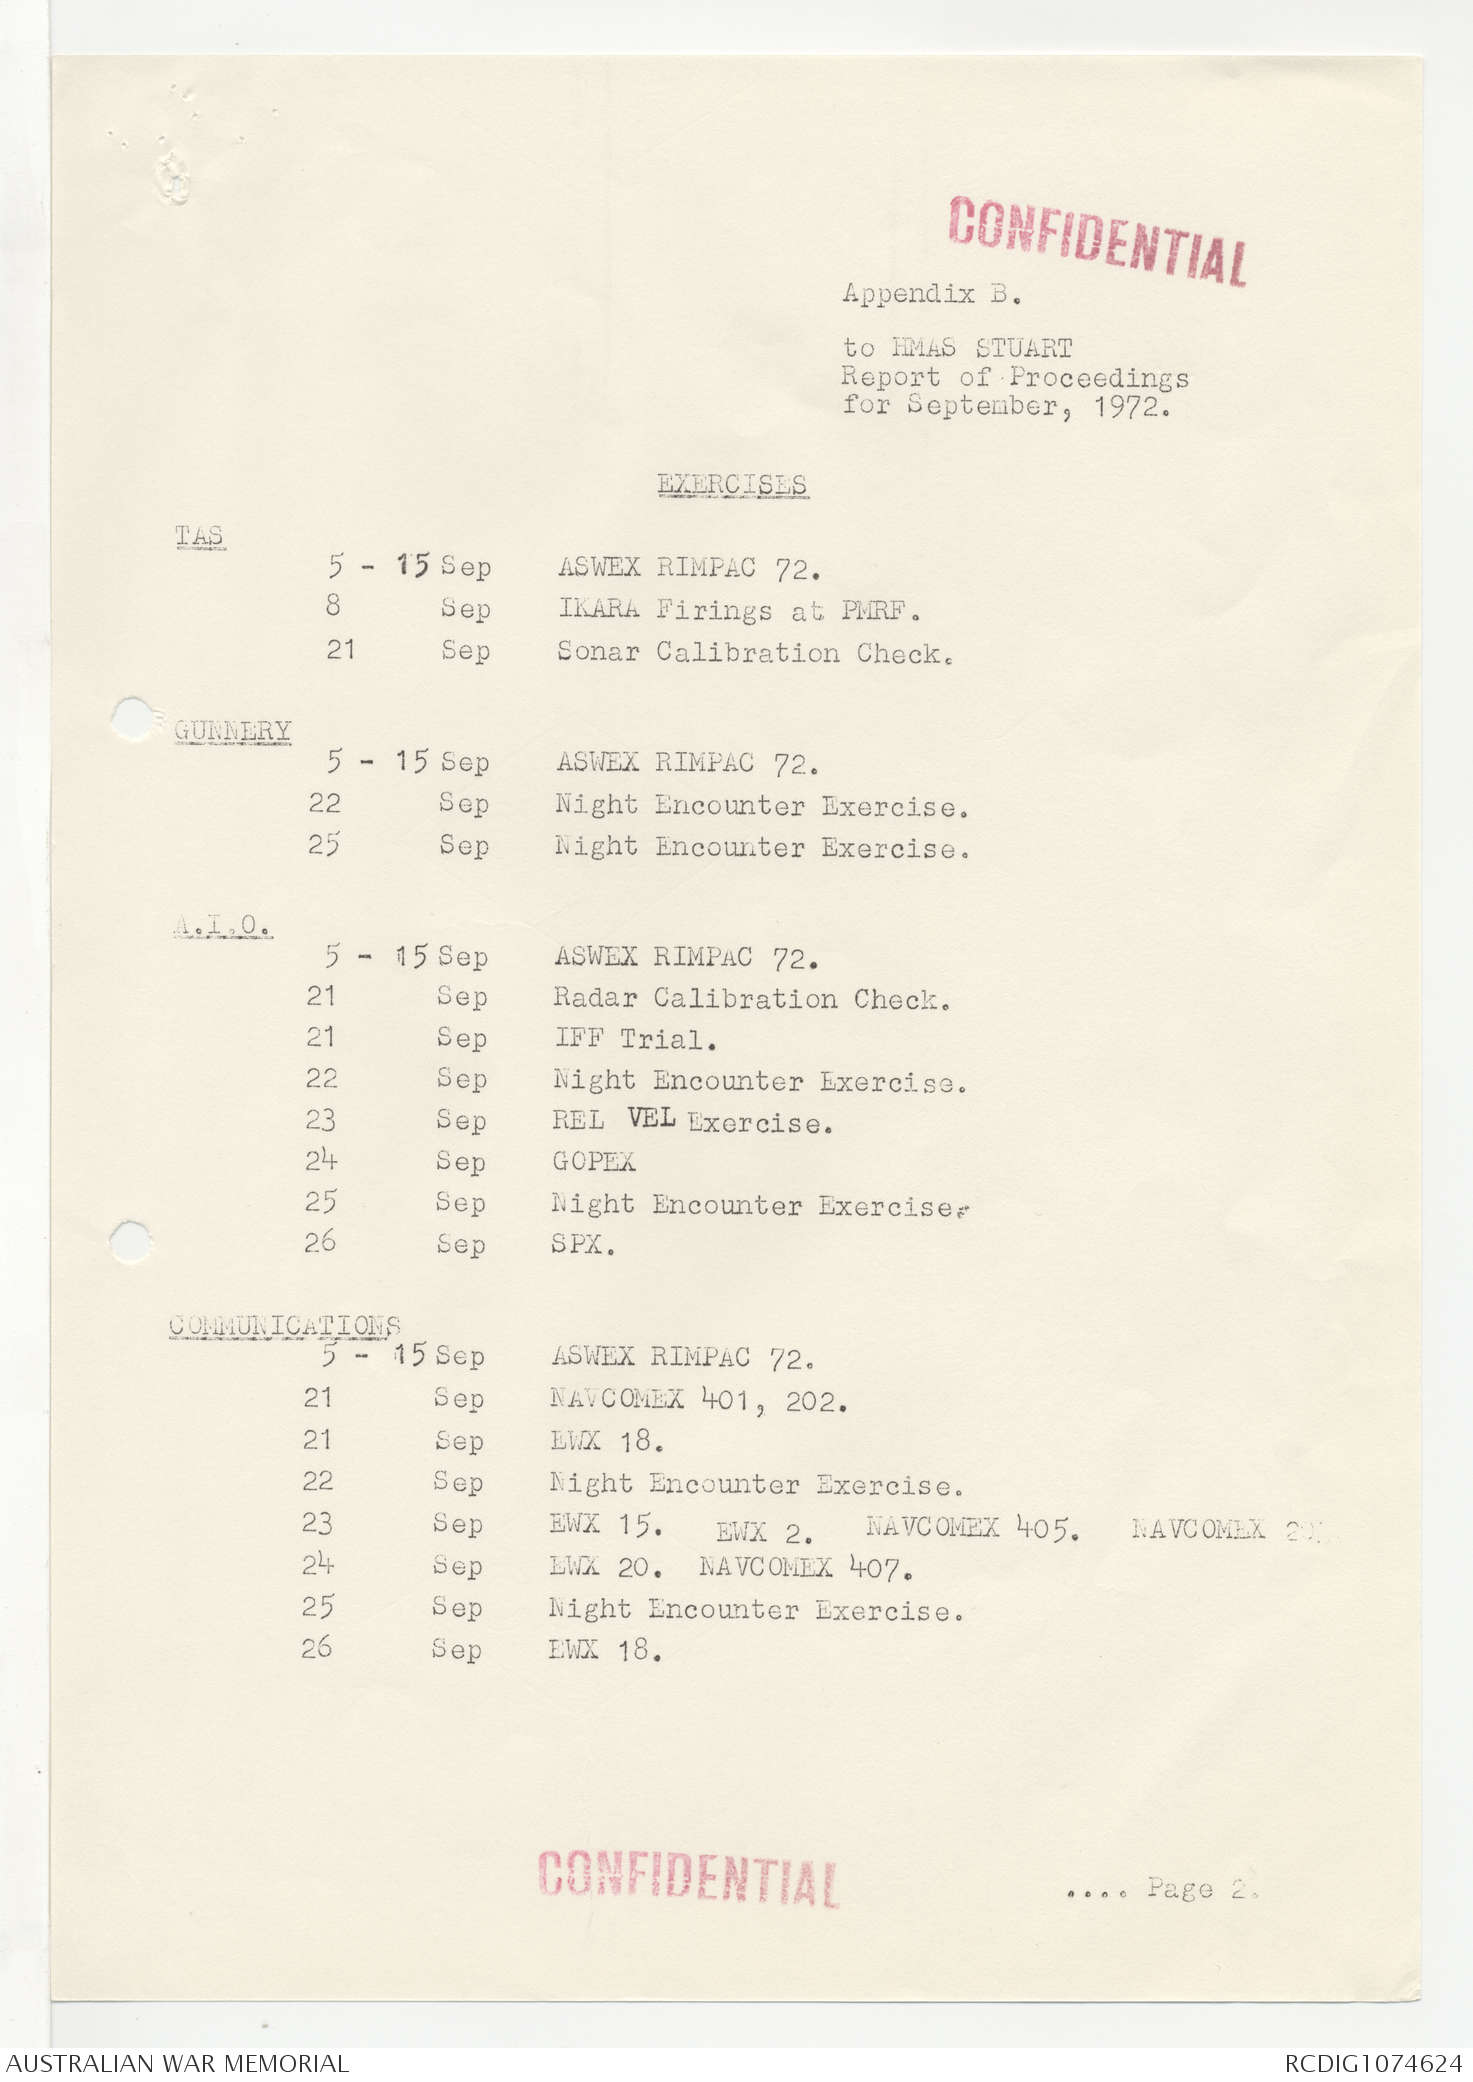 CONFIDENTIAL
Appendix B.
to HMAS STUART
Report of Proceedings
for September, 1972.
EXERCISES
TAS
5 - 15 Sep ASWEX RIMPAC 72.
8 Sep IKARA Firings at PMRF.
21 Sep Sonar Calibration Check.
GUNNERY
5 - 15 Sep ASWEX RIMPAC 72.
22 Sep Night Encounter Exercise.
25 Sep Night Encounter Exercise.
A.I.O.
5 - 15 Sep ASWEX RIMPAC 72.
21 Sep Radar Calibration Check.
21 Sep IFF Trial.
22 Sep Night Encounter Exercise.
23 Sep REL VEL Exercise.
24 Sep GOPEX
25 Sep Night Encounter Exercise.
26 Sep SPX.
COMMUNICATIONS
5 - 15 Sep ASWEX RIMPAC 72.
21 Sep NAVCOMEX 401, 202.
21 Sep EWX 18.
22 Sep Night Encounter Exercise.
23 Sep EWX 15. EWX 2. NAVCOMEX 405. NAVCOMEX
24 Sep EWX 20. NAVCOMEX 407.
25 Sep Night Encounter Exercise.
26 Sep EWX 18.
CONFIDENTIAL
.... Page 2.
AUSTRALIAN WAR MEMORIAL
RCDIG1074624